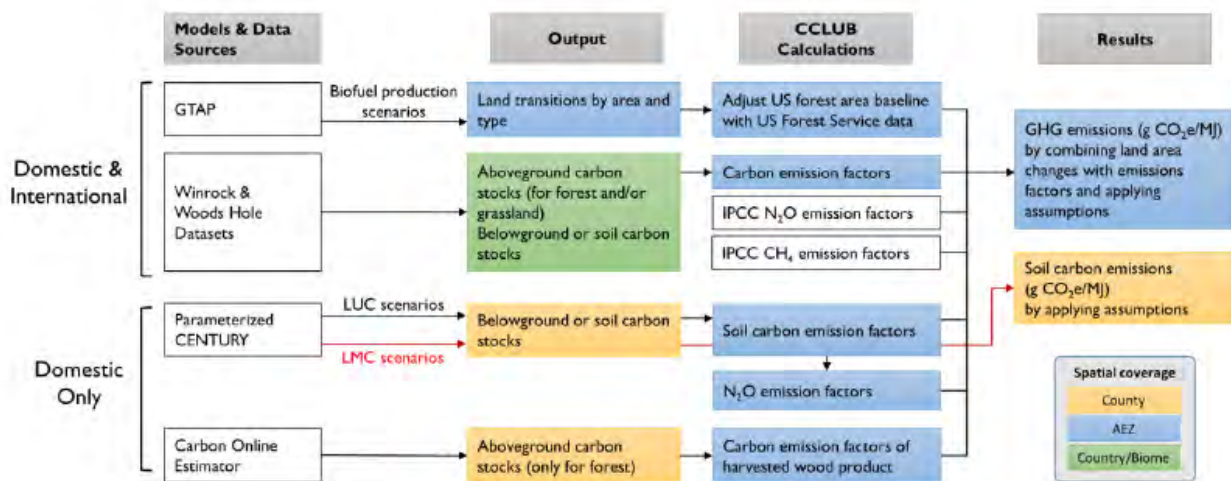 Models & Data
Sources
Output
CCLUB
Calculations
Results
Domestic &
International
GTAP
Biofuel production
scenarios
Land transitions by area and
type
Adjust US forest area baseline
with US Forest Service data
GHG emissions (g CO₂e/MJ)
by combining land area
changes with emissions
factors and applying
assumptions
Winrock &
Woods Hole
Datasets
Aboveground carbon
stocks (for forest and/or
grassland)
Belowground or soil carbon
stocks
Carbon emission factors
IPCC N₂O emission factors
IPCC CH₄ emission factors
Soil carbon emissions
(g CO₂e/MJ)
by applying assumptions
Domestic
Only
Parameterized
CENTURY
LUC scenarios
LMC scenarios
Belowground or soil carbon
stocks
Soil carbon emission factors
N₂O emission factors
Carbon Online
Estimator
Aboveground carbon
stocks (only for forest)
Carbon emission factors of
harvested wood product
Spatial coverage
County
AEZ
Country/Biome